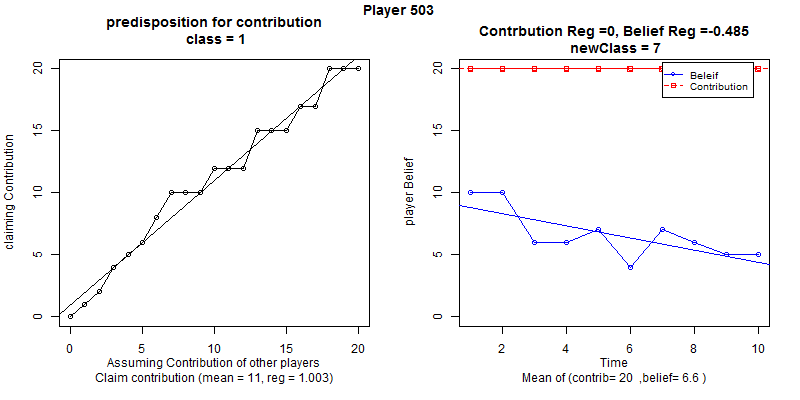 Player 503
predisposition for contribution
class = 1
claiming Contribution
20
15
10
5
0
0 5 10 15 20
Assuming Contribution of other players
Claim contribution (mean = 11, reg = 1.003)
Contrbution Reg =0, Belief Reg =-0.485
newClass = 7
Beleif
Contribution
player Belief
20
15
10
5
0
2 4 6 8 10
Time
Mean of (contrib= 20 ,belief= 6.6 )